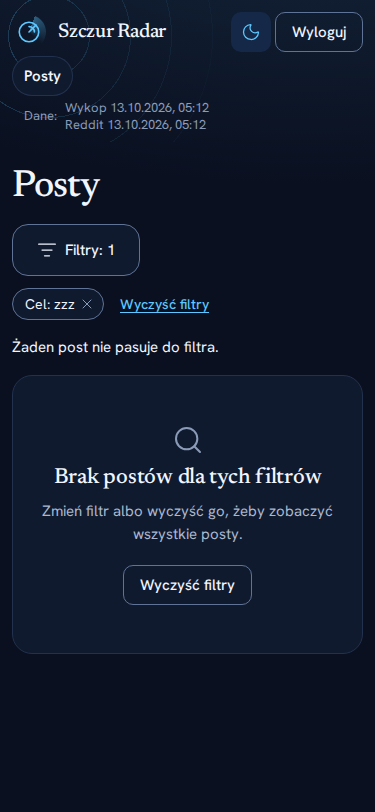 Szczur Radar
Wyloguj
Posty
Dane:
Wykop 13.10.2026, 05:12
Reddit 13.10.2026, 05:12
Posty
Filtry: 1
Cel: zzz
Wyczyść filtry
Żaden post nie pasuje do filtra.
Brak postów dla tych filtrów
Zmień filtr albo wyczyść go, żeby zobaczyć
wszystkie posty.
Wyczyść filtry